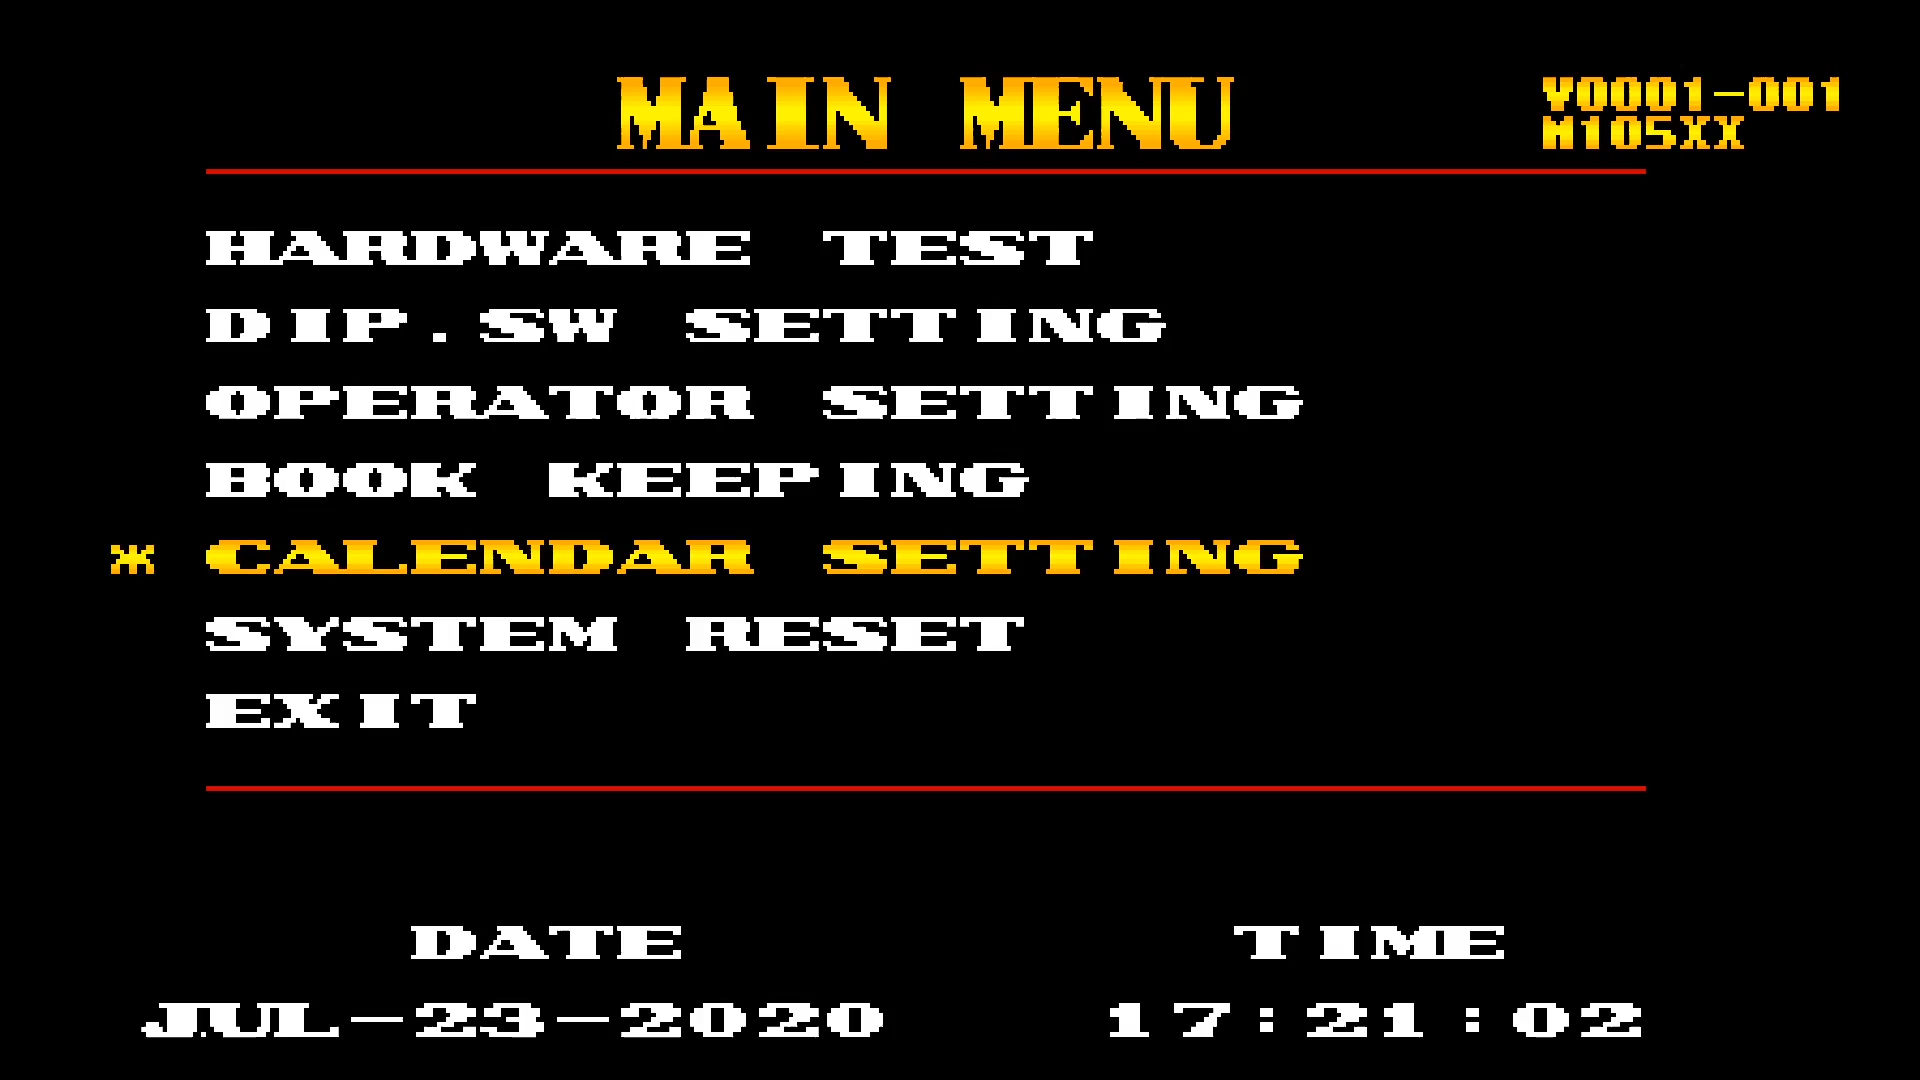 MAIN MENU
V0001-001
M105XX
HARDWARE TEST
DIP.SW SETTING
OPERATOR SETTING
BOOK KEEPING
* CALENDAR SETTING
SYSTEM RESET
EXIT
DATE TIME
JUL-23-2020 17:21:02